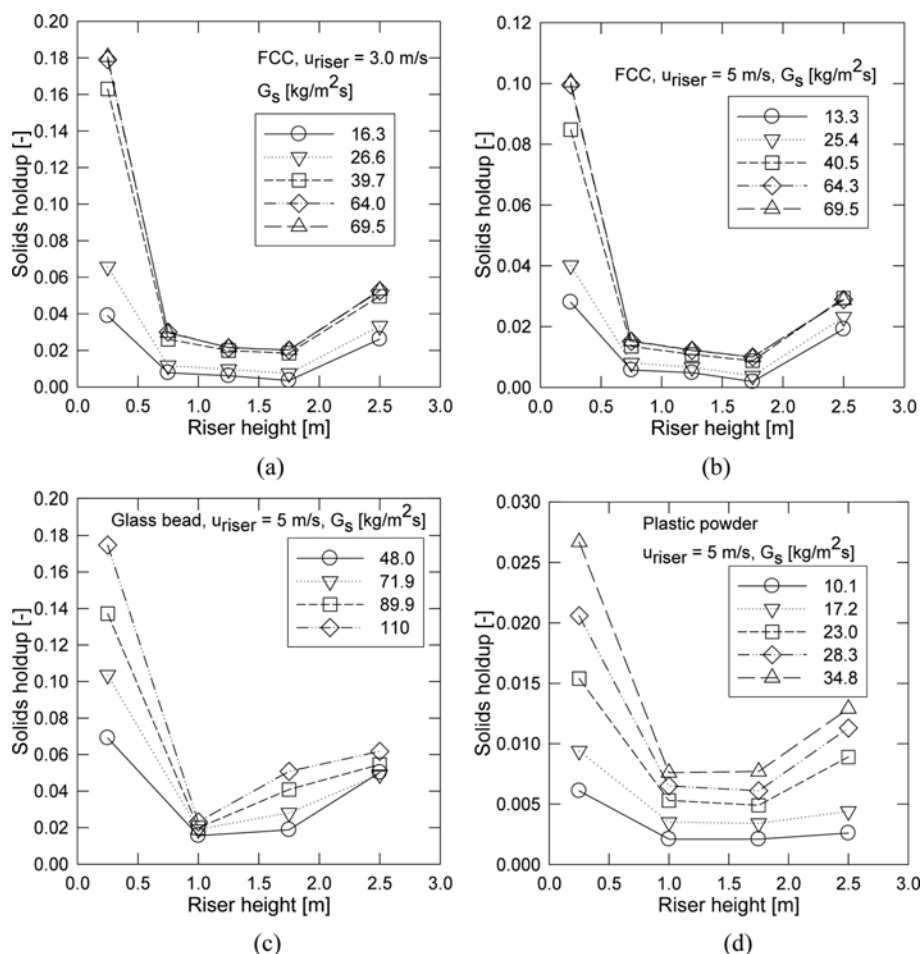 0.20
0.18
0.16
0.14
0.12
0.10
0.08
0.06
0.04
0.02
0.00
Solids holdup [-]
FCC, uriser = 3.0 m/s
Gs [kg/m2s]
16.3
26.6
39.7
64.0
69.5
0.0 0.5 1.0 1.5 2.0 2.5 3.0
Riser height [m]
(a)
0.12
0.10
0.08
0.06
0.04
0.02
0.00
Solids holdup [-]
FCC, uriser = 5 m/s, Gs [kg/m2s]
13.3
25.4
40.5
64.3
69.5
0.0 0.5 1.0 1.5 2.0 2.5 3.0
Riser height [m]
(b)
0.20
0.18
0.16
0.14
0.12
0.10
0.08
0.06
0.04
0.02
0.00
Solids holdup [-]
Glass bead, uriser = 5 m/s, Gs [kg/m2s]
48.0
71.9
89.9
110
0.0 0.5 1.0 1.5 2.0 2.5 3.0
Riser height [m]
(c)
0.030
0.025
0.020
0.015
0.010
0.005
0.000
Solids holdup [-]
Plastic powder
uriser = 5 m/s, Gs [kg/m2s]
10.1
17.2
23.0
28.3
34.8
0.0 0.5 1.0 1.5 2.0 2.5 3.0
Riser height [m]
(d)